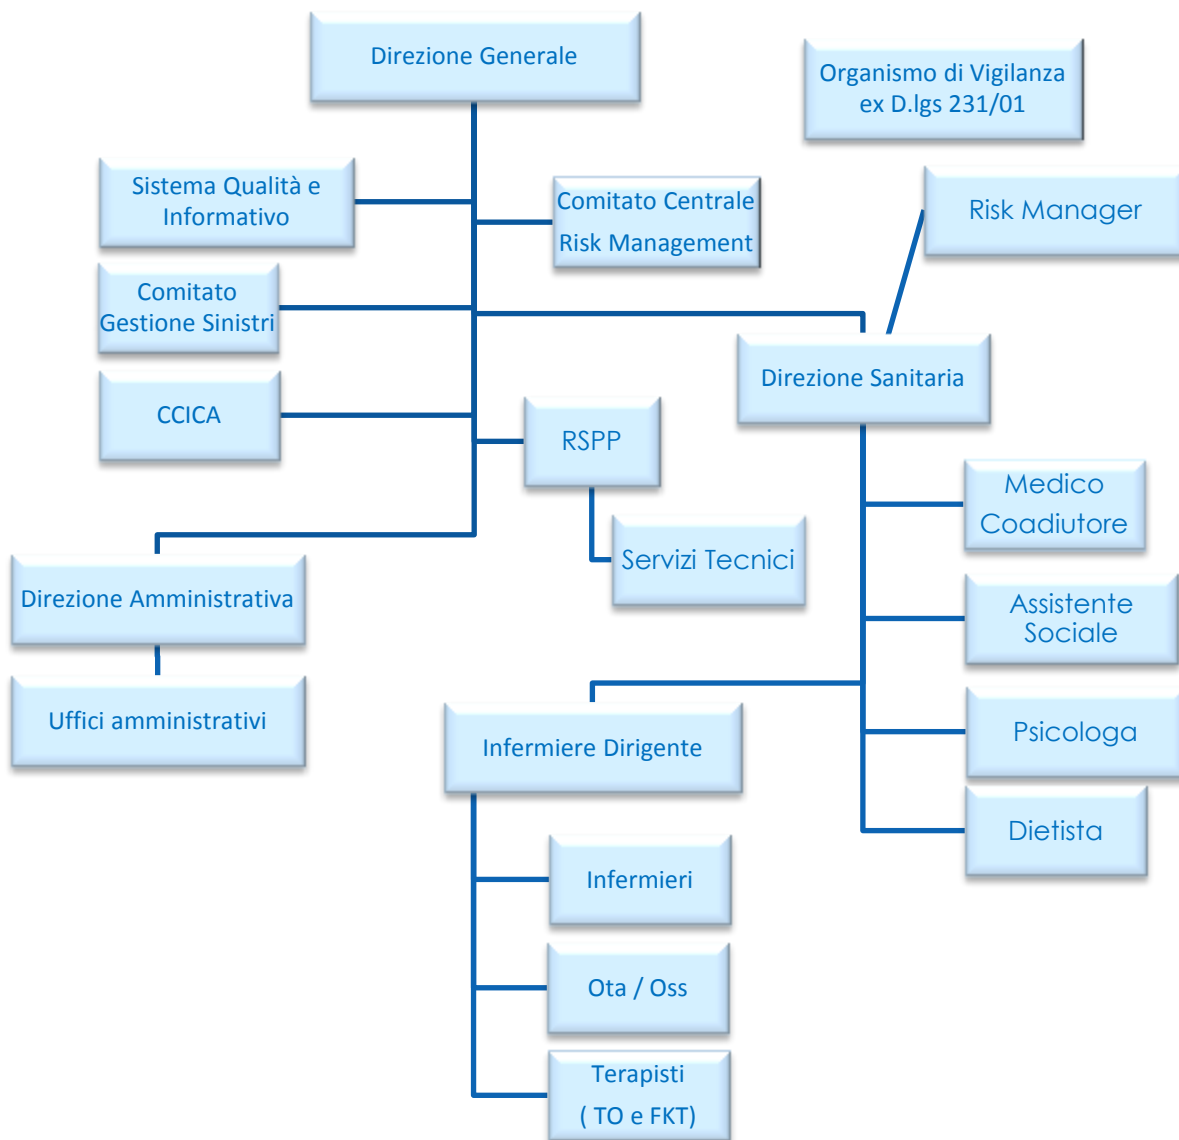 Direzione Generale
Organismo di Vigilanza
ex D.lgs 231/01
Sistema Qualità e
Informativo
Comitato Centrale
Risk Management
Risk Manager
Comitato
Gestione Sinistri
Direzione Sanitaria
CCICA
RSPP
Medico
Coadiutore
Servizi Tecnici
Direzione Amministrativa
Assistente
Sociale
Uffici amministrativi
Infermiere Dirigente
Psicologa
Dietista
Infermieri
Ota / Oss
Terapisti
( TO e FKT)